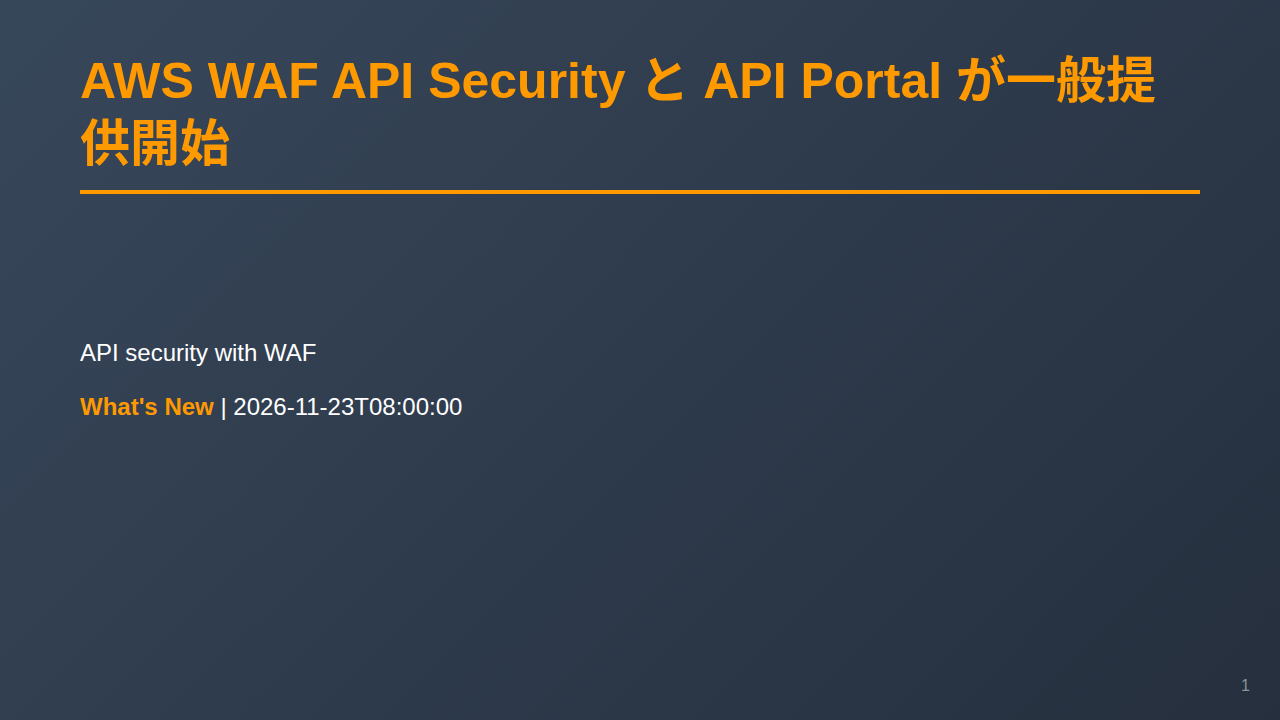 AWS WAF API Security と API Portal が一般提
供開始
API security with WAF
What's New | 2026-11-23T08:00:00
1